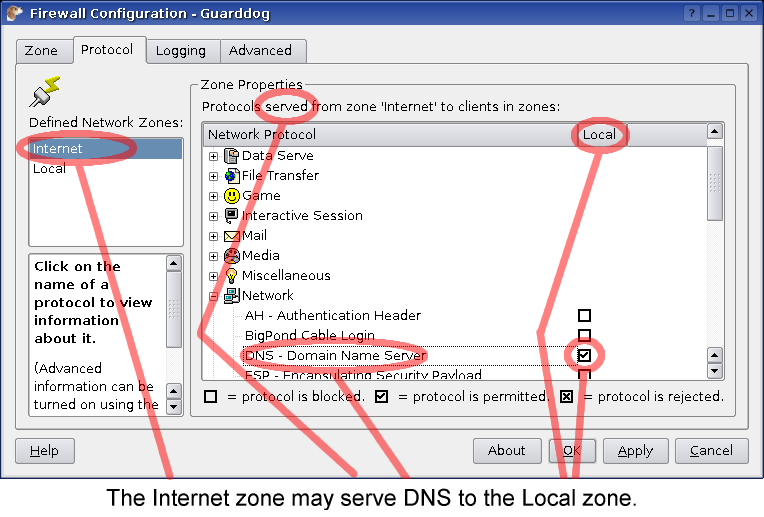 Firewall Configuration - Guarddog
Zone Protocol Logging Advanced
Defined Network Zones:
Internet
Local
Click on the
name of a
protocol to view
information
about it.
(Advanced
information can be
turned on using the
Zone Properties
Protocols served from zone 'Internet' to clients in zones:
Network Protocol Local
Data Serve
File Transfer
Game
Interactive Session
Mail
Media
Miscellaneous
Network
AH - Authentication Header
BigPond Cable Login
DNS - Domain Name Server
ESP - Encapsulating Security Payload
= protocol is blocked. = protocol is permitted. = protocol is rejected.
Help About OK Apply Cancel
The Internet zone may serve DNS to the Local zone.